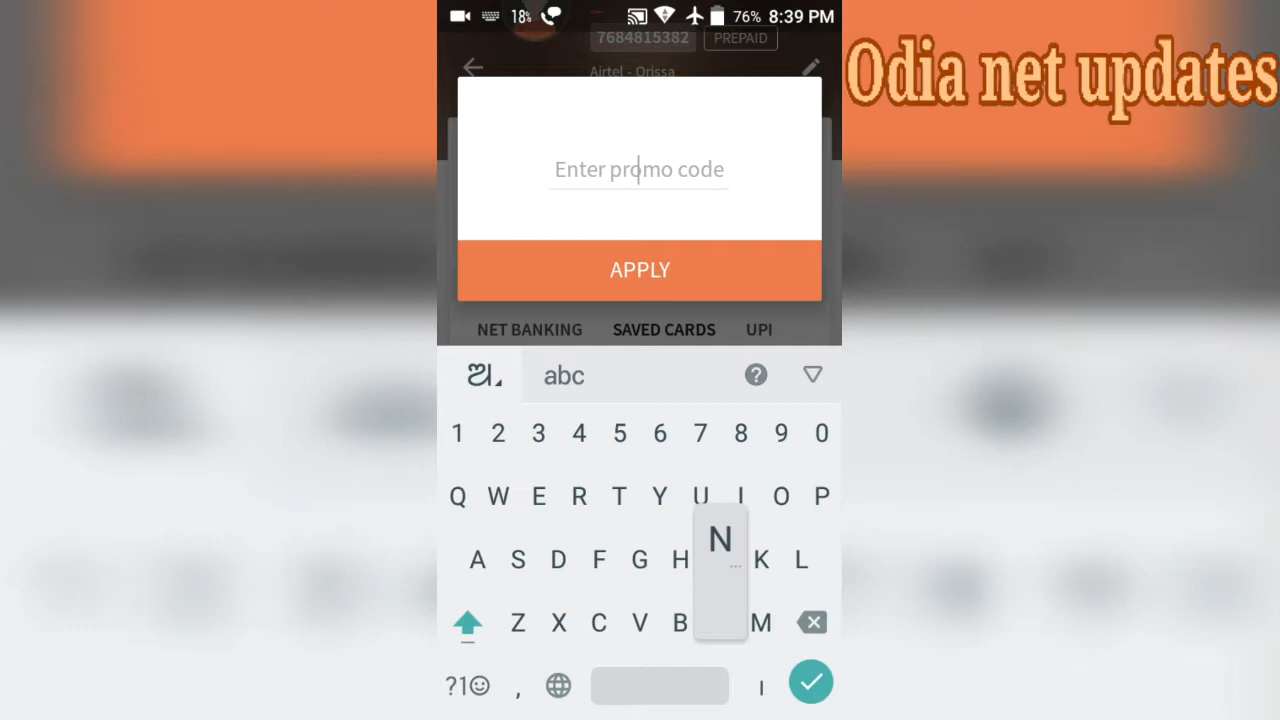 18% 76% 8:39 PM
7684815382 PREPAID
Airtel - Orissa
Odia net updates
Enter promo code
APPLY
NET BANKING SAVED CARDS UPI
ଅ abc
1 2 3 4 5 6 7 8 9 0
Q W E R T Y U I O P
A S D F G H K L
N
Z X C V B M
?1☺ , ।